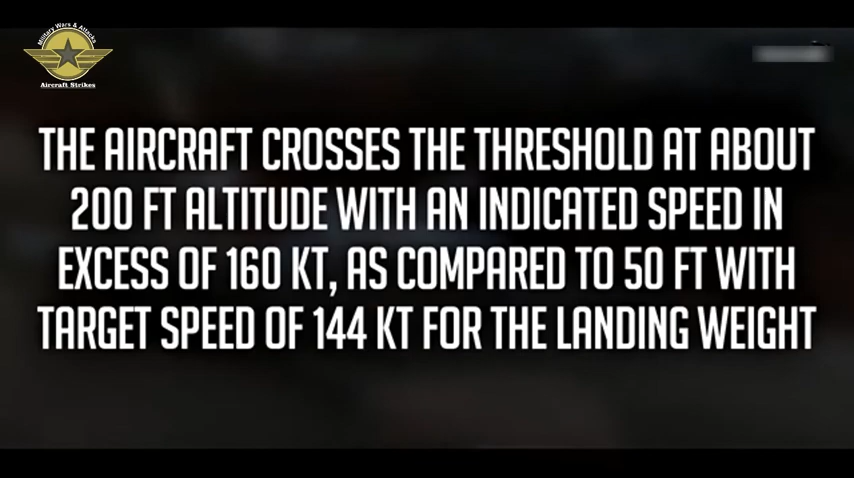 Military Wars & Attacks
Aircraft Strikes
THE AIRCRAFT CROSSES THE THRESHOLD AT ABOUT
200 FT ALTITUDE WITH AN INDICATED SPEED IN
EXCESS OF 160 KT, AS COMPARED TO 50 FT WITH
TARGET SPEED OF 144 KT FOR THE LANDING WEIGHT